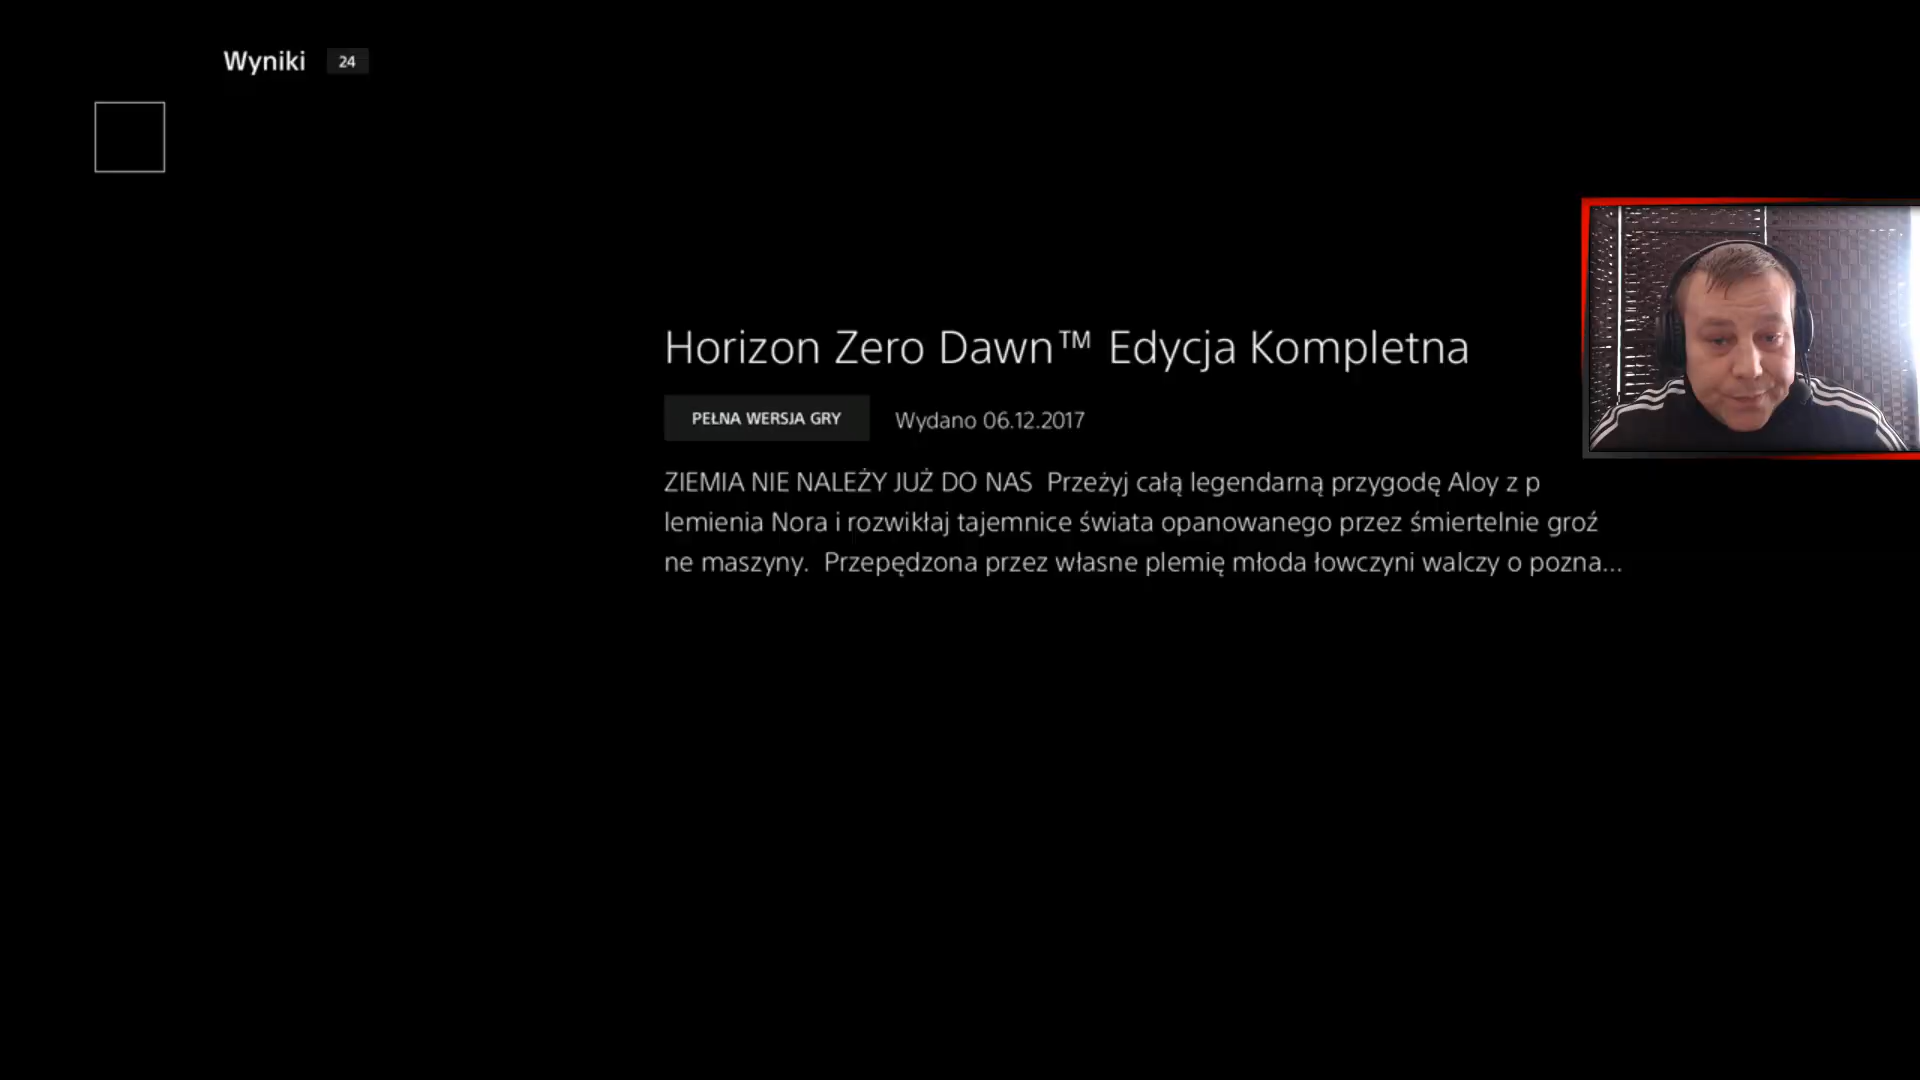 Wyniki 24
Horizon Zero Dawn™ Edycja Kompletna
PEŁNA WERSJA GRY Wydano 06.12.2017
ZIEMIA NIE NALEŻY JUŻ DO NAS  Przeżyj całą legendarną przygodę Aloy z p
lemienia Nora i rozwikłaj tajemnice świata opanowanego przez śmiertelnie groź
ne maszyny.  Przepędzona przez własne plemię młoda łowczyni walczy o pozna...